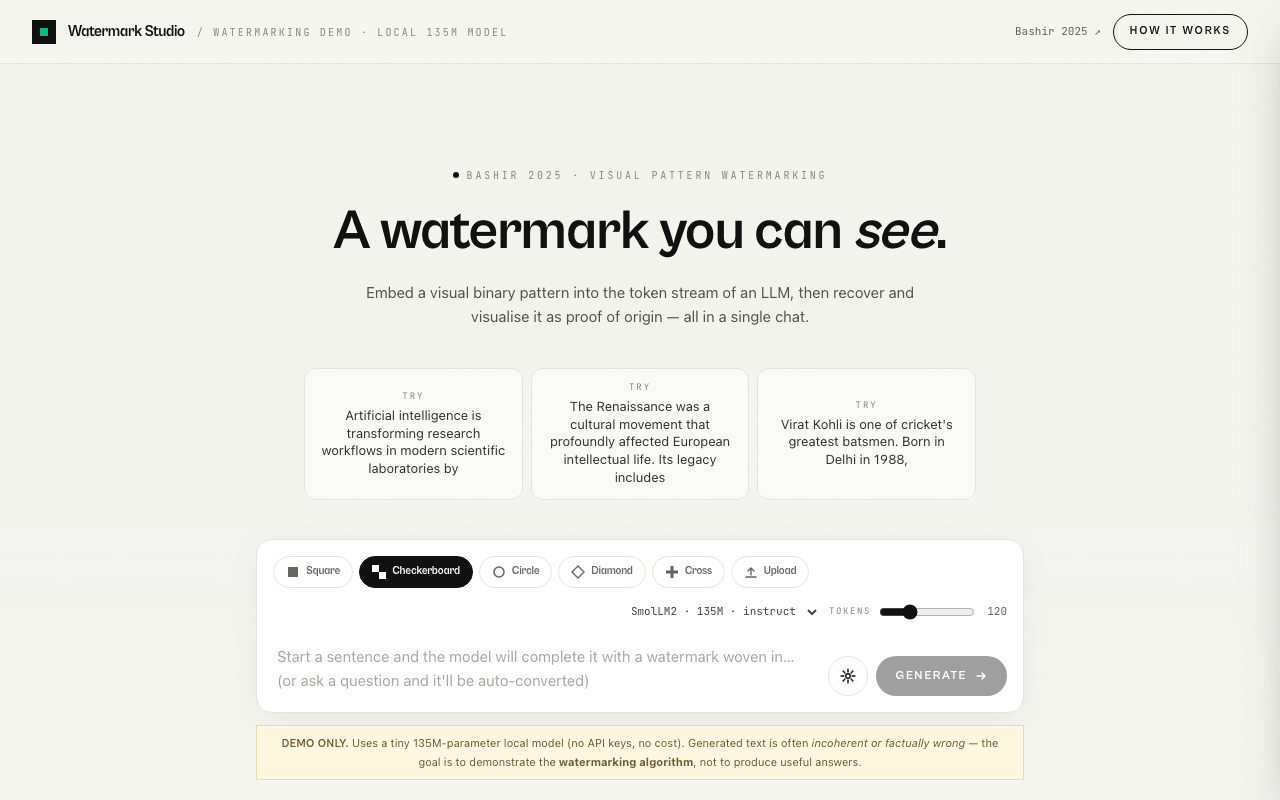 Watermark Studio / WATERMARKING DEMO · LOCAL 135M MODEL
Bashir 2025 ↗ HOW IT WORKS
BASHIR 2025 · VISUAL PATTERN WATERMARKING
A watermark you can see.
Embed a visual binary pattern into the token stream of an LLM, then recover and
visualise it as proof of origin — all in a single chat.
TRY
Artificial intelligence is
transforming research
workflows in modern scientific
laboratories by
TRY
The Renaissance was a
cultural movement that
profoundly affected European
intellectual life. Its legacy
includes
TRY
Virat Kohli is one of cricket's
greatest batsmen. Born in
Delhi in 1988,
Square Checkerboard Circle Diamond Cross Upload
SmolLM2 · 135M · instruct TOKENS 120
Start a sentence and the model will complete it with a watermark woven in...
(or ask a question and it'll be auto-converted)
GENERATE →
DEMO ONLY. Uses a tiny 135M-parameter local model (no API keys, no cost). Generated text is often incoherent or factually wrong — the
goal is to demonstrate the watermarking algorithm, not to produce useful answers.